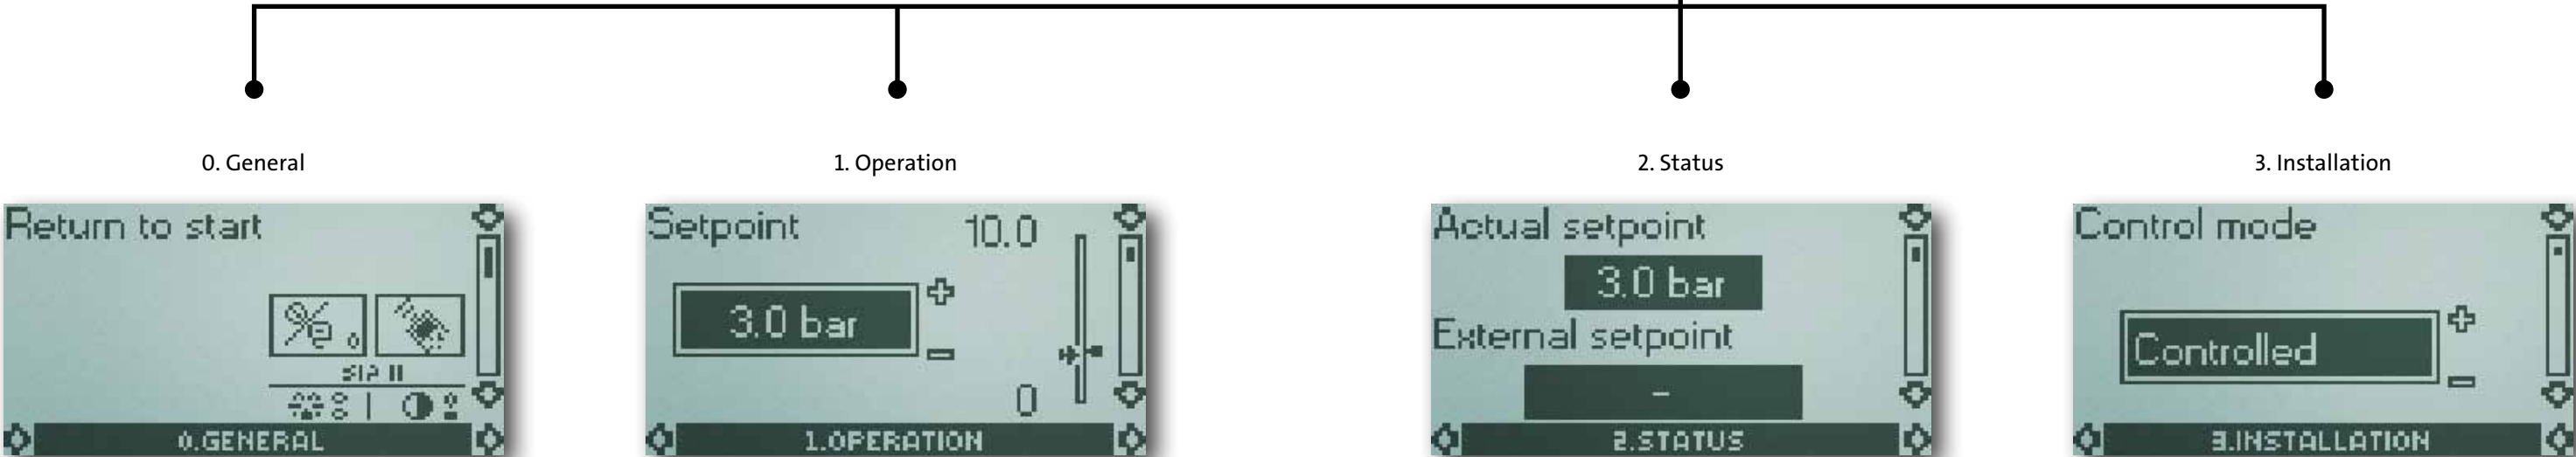 0. General
Return to start
0.GENERAL
1. Operation
Setpoint
10.0
3.0 bar
0
1.OPERATION
2. Status
Actual setpoint
3.0 bar
External setpoint
–
2.STATUS
3. Installation
Control mode
Controlled
3.INSTALLATION